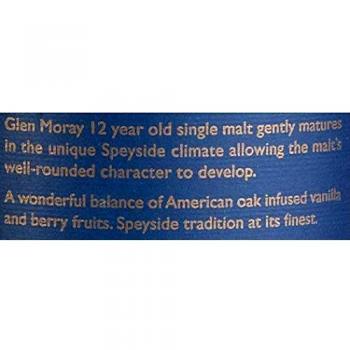 Glen Moray 12 year old single malt gently matures
in the unique Speyside climate allowing the malt's
well-rounded character to develop.
A wonderful balance of American oak infused vanilla
and berry fruits. Speyside tradition at its finest.